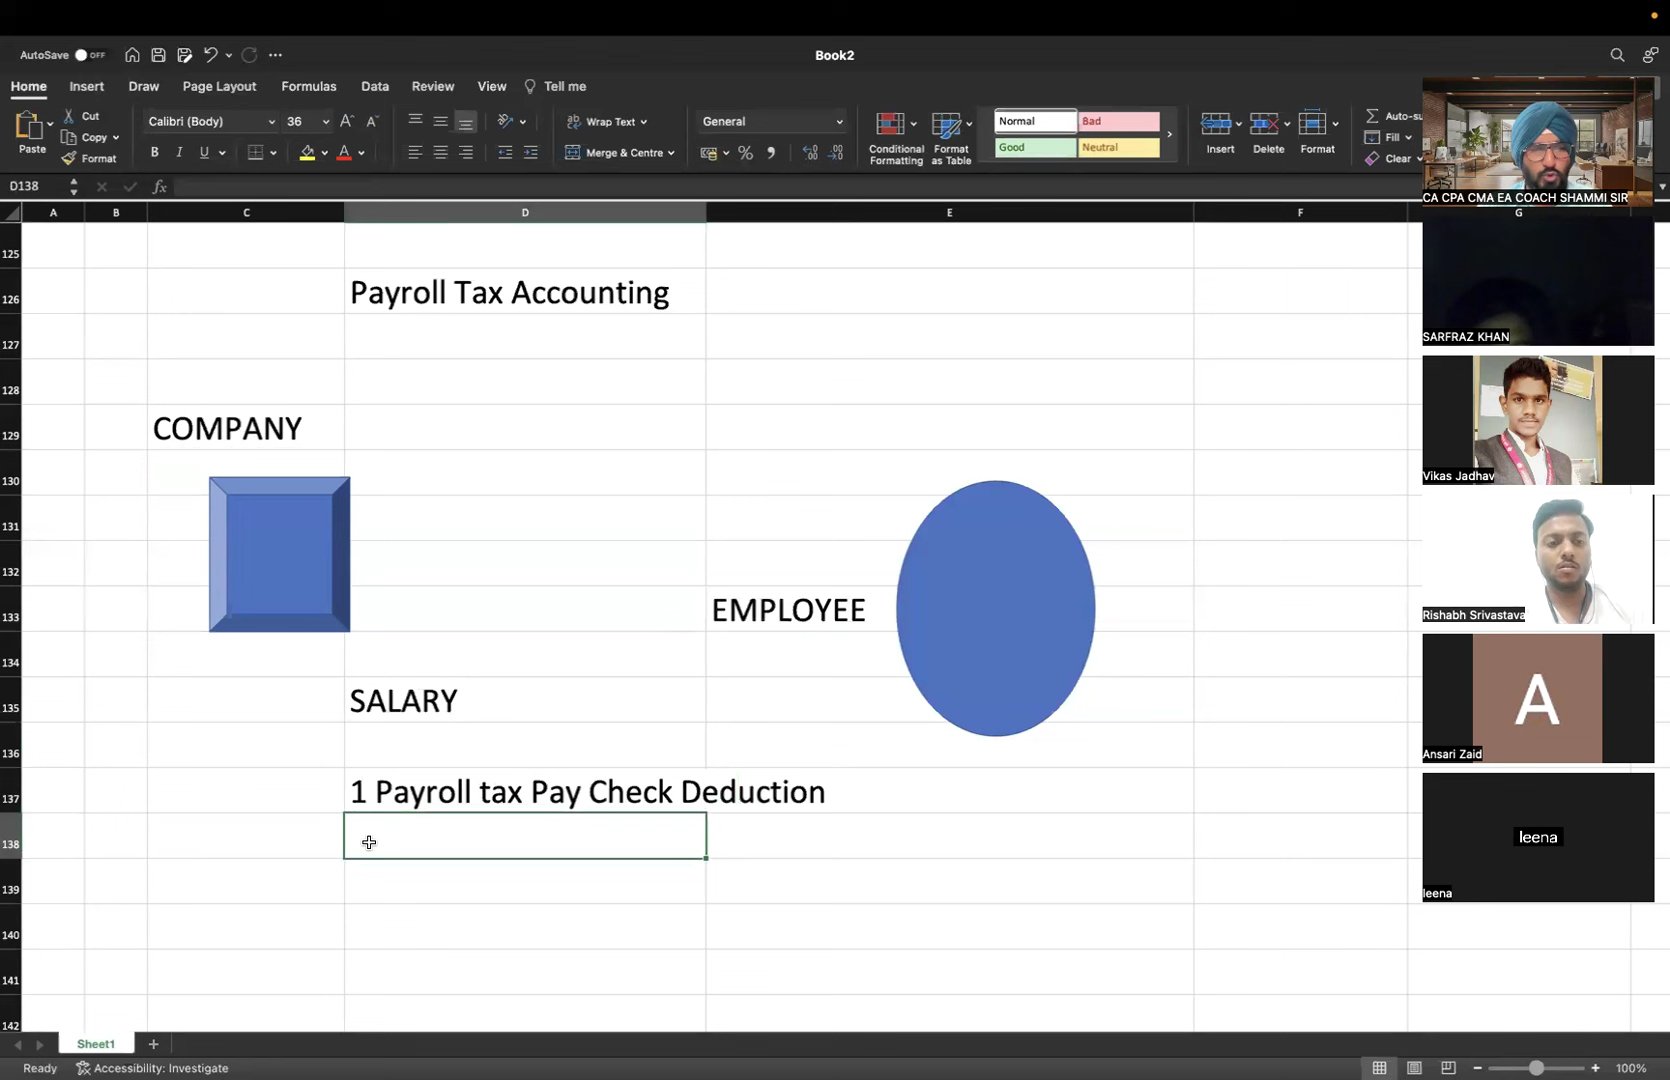 AutoSave OFF
Book2
Home Insert Draw Page Layout Formulas Data Review View Tell me
Paste
Cut
Copy
Format
Calibri (Body) 36
B I U
Wrap Text
Merge & Centre
General
Conditional Formatting
Format as Table
Normal
Bad
Good
Neutral
Insert
Delete
Format
Auto-su
Fill
Clear
D138
fx
A B C D E F G
125
126
127
128
129
130
131
132
133
134
135
136
137
138
139
140
141
142
Payroll Tax Accounting
COMPANY
EMPLOYEE
SALARY
1 Payroll tax Pay Check Deduction
CA CPA CMA EA COACH SHAMMI SIR
SARFRAZ KHAN
Vikas Jadhav
Rishabh Srivastava
A
Ansari Zaid
leena
leena
Sheet1
Ready
Accessibility: Investigate
100%